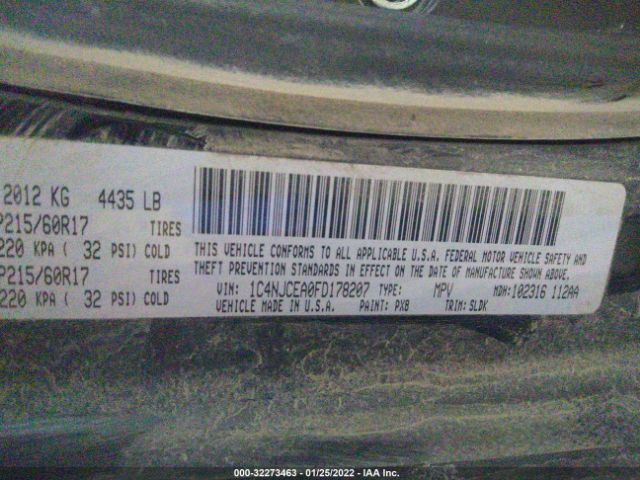 2012 KG 4435 LB
P215/60R17 TIRES
220 KPA ( 32 PSI) COLD
P215/60R17 TIRES
220 KPA ( 32 PSI) COLD
THIS VEHICLE CONFORMS TO ALL APPLICABLE U.S.A. FEDERAL MOTOR VEHICLE SAFETY AND
THEFT PREVENTION STANDARDS IN EFFECT ON THE DATE OF MANUFACTURE SHOWN ABOVE.
VIN: 1C4NJCEA0FD178207 TYPE: MPV MDH:102316 112AA
VEHICLE MADE IN U.S.A. PAINT: PX8 TRIM: SLDK
000-32273463 - 01/25/2022 - IAA Inc.